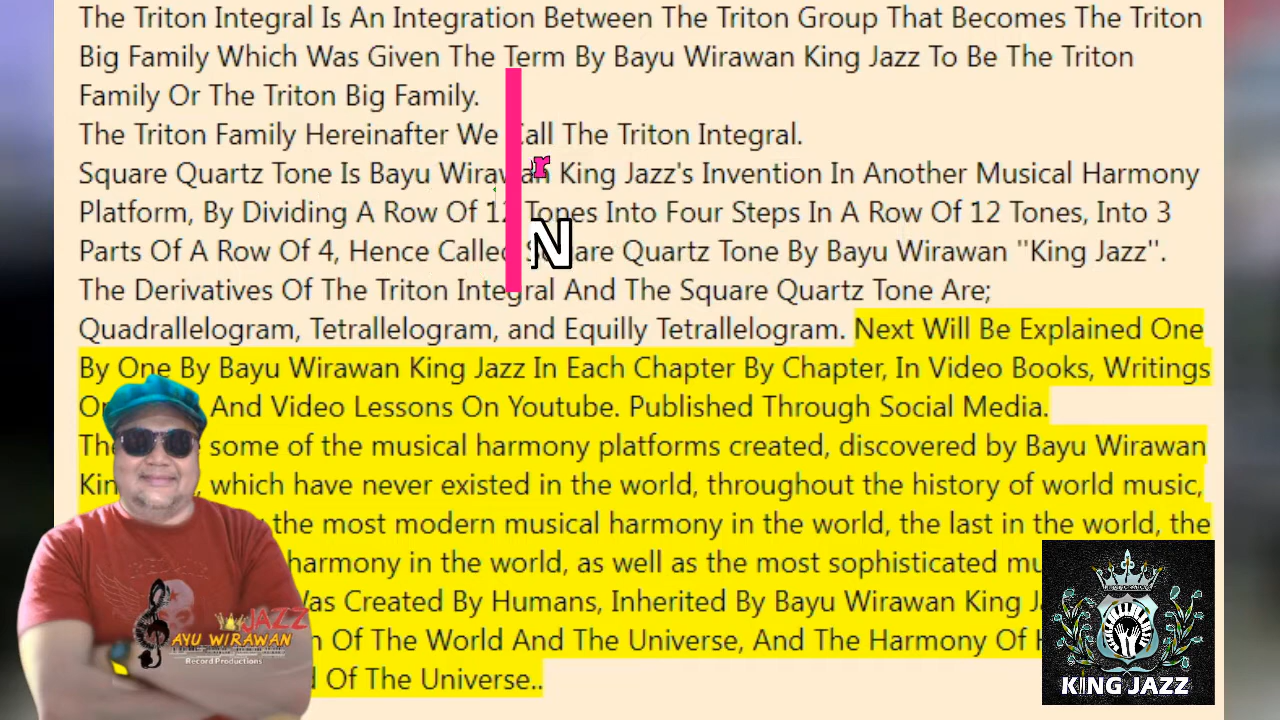 The Triton Integral Is An Integration Between The Triton Group That Becomes The Triton
Big Family Which Was Given The Term By Bayu Wirawan King Jazz To Be The Triton
Family Or The Triton Big Family.
The Triton Family Hereinafter We Call The Triton Integral.
Square Quartz Tone Is Bayu Wirawan King Jazz's Invention In Another Musical Harmony
Platform, By Dividing A Row Of 12 Tones Into Four Steps In A Row Of 12 Tones, Into 3
Parts Of A Row Of 4, Hence Called Square Quartz Tone By Bayu Wirawan "King Jazz".
The Derivatives Of The Triton Integral And The Square Quartz Tone Are;
Quadrallelogram, Tetrallelogram, and Equilly Tetrallelogram. Next Will Be Explained One
By One By Bayu Wirawan King Jazz In Each Chapter By Chapter, In Video Books, Writings
And Video Lessons On Youtube. Published Through Social Media.
some of the musical harmony platforms created, discovered by Bayu Wirawan
which have never existed in the world, throughout the history of world music,
the most modern musical harmony in the world, the last in the world, the
harmony in the world, as well as the most sophisticated
Was Created By Humans, Inherited By Bayu Wirawan King
Of The World And The Universe, And The Harmony Of
Of The Universe..
r
N
JAZZ
AYU WIRAWAN
Record Productions
KING JAZZ